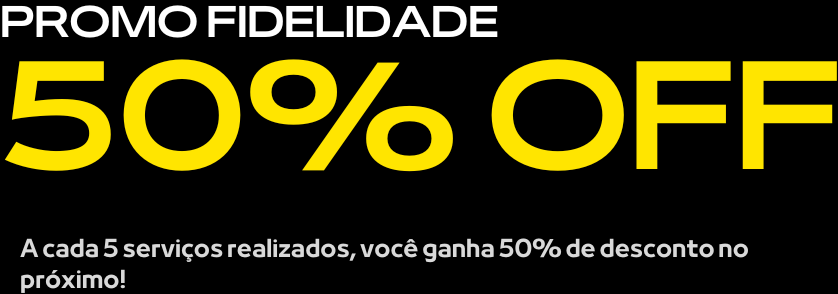 PROMO FIDELIDADE
50% OFF
A cada 5 serviços realizados, você ganha 50% de desconto no
próximo!